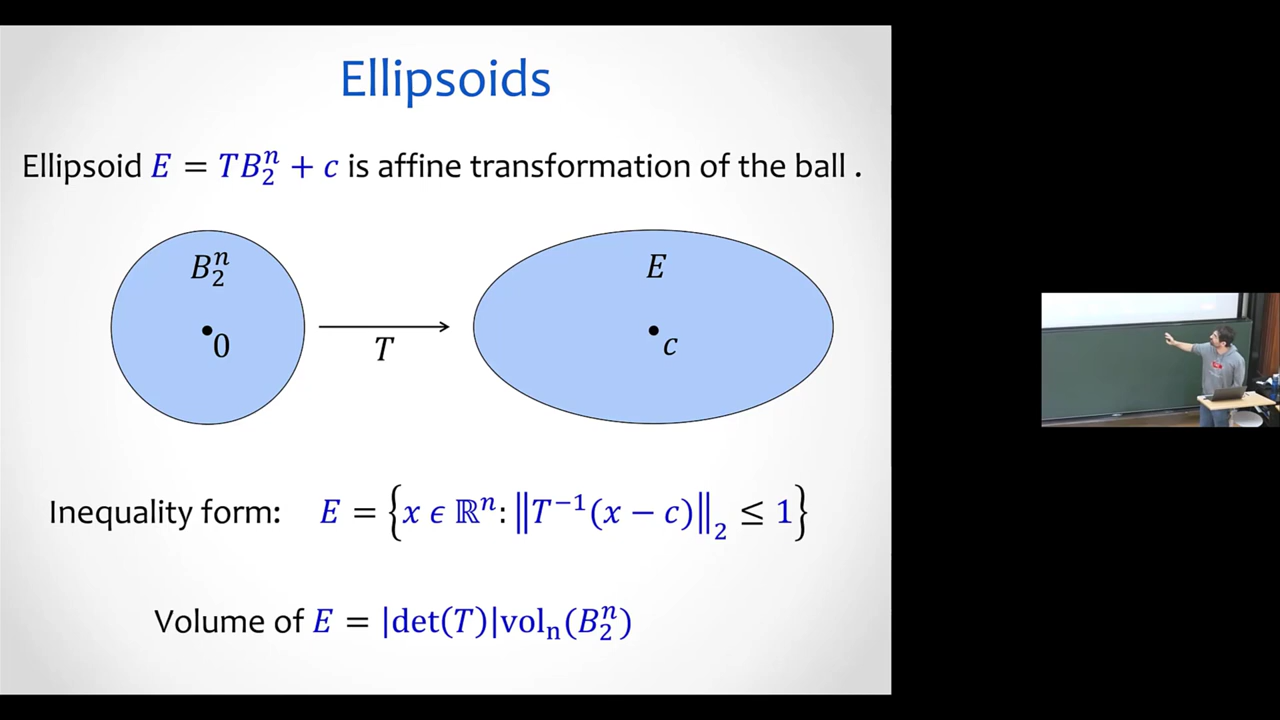 Ellipsoids
Ellipsoid E = TB₂ⁿ + c is affine transformation of the ball .
B₂ⁿ
E
0
T
c
Inequality form: E = {x ϵ ℝⁿ: ‖T⁻¹(x − c)‖₂ ≤ 1}
Volume of E = |det(T)|volₙ(B₂ⁿ)